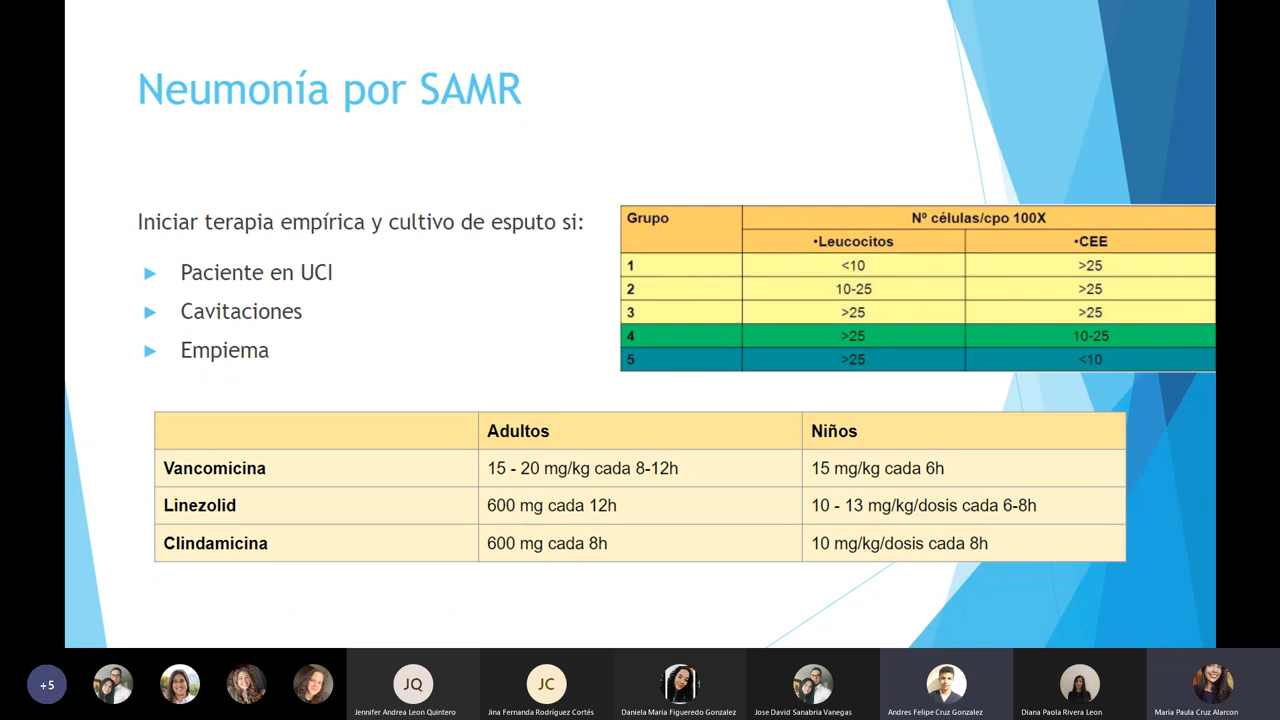 Neumonía por SAMR
Iniciar terapia empírica y cultivo de esputo si:
Paciente en UCI
Cavitaciones
Empiema
Grupo Nº células/cpo 100X
•Leucocitos •CEE
1 <10 >25
2 10-25 >25
3 >25 >25
4 >25 10-25
5 >25 <10
Adultos Niños
Vancomicina 15 - 20 mg/kg cada 8-12h 15 mg/kg cada 6h
Linezolid 600 mg cada 12h 10 - 13 mg/kg/dosis cada 6-8h
Clindamicina 600 mg cada 8h 10 mg/kg/dosis cada 8h
+5 JQ JC
Jennifer Andrea Leon Quintero Jina Fernanda Rodríguez Cortés Daniela Maria Figueredo Gonzalez Jose David Sanabria Vanegas Andres Felipe Cruz Gonzalez Diana Paola Rivera Leon Maria Paula Cruz Alarcon